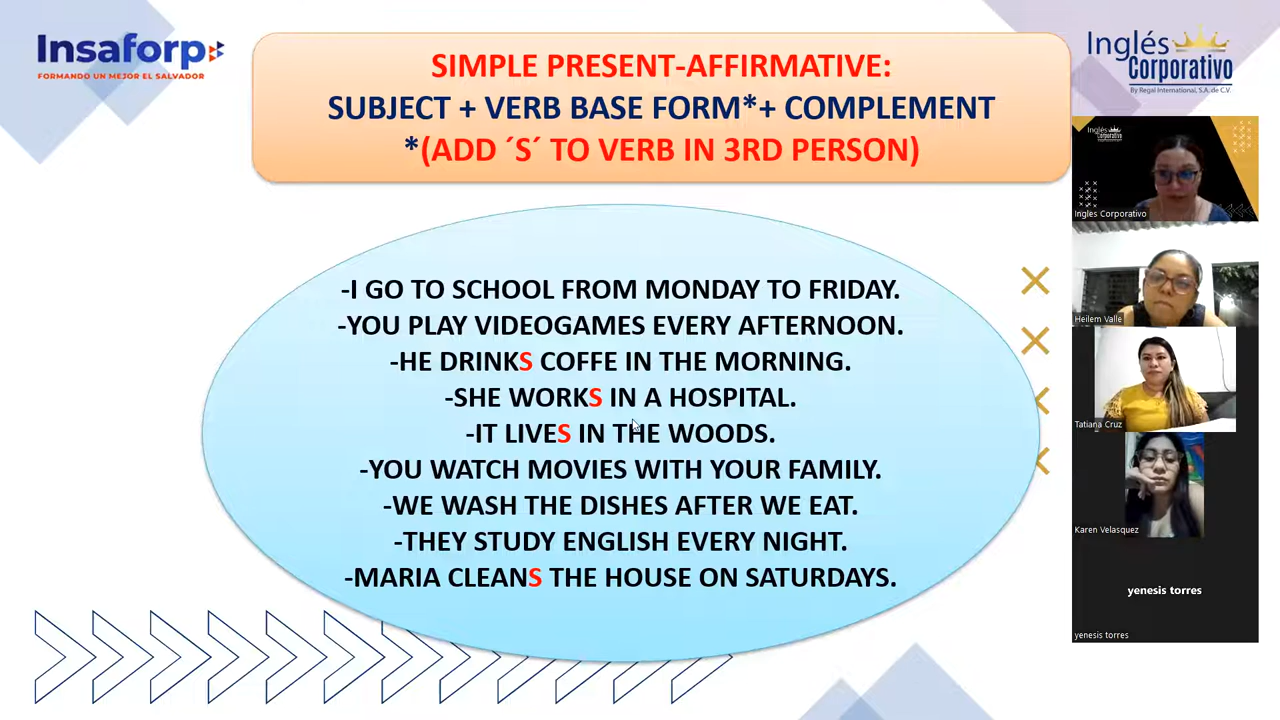 Insaforp
FORMANDO UN MEJOR EL SALVADOR
SIMPLE PRESENT-AFFIRMATIVE:
SUBJECT + VERB BASE FORM*+ COMPLEMENT
*(ADD ´S´ TO VERB IN 3RD PERSON)
Inglés
Corporativo
By Regal International, S.A. de C.V.
-I GO TO SCHOOL FROM MONDAY TO FRIDAY.
-YOU PLAY VIDEOGAMES EVERY AFTERNOON.
-HE DRINKS COFFE IN THE MORNING.
-SHE WORKS IN A HOSPITAL.
-IT LIVES IN THE WOODS.
-YOU WATCH MOVIES WITH YOUR FAMILY.
-WE WASH THE DISHES AFTER WE EAT.
-THEY STUDY ENGLISH EVERY NIGHT.
-MARIA CLEANS THE HOUSE ON SATURDAYS.
Inglés
Corporativo
Ingles Corporativo
Heilem Valle
Tatiana Cruz
Karen Velasquez
yenesis torres
yenesis torres